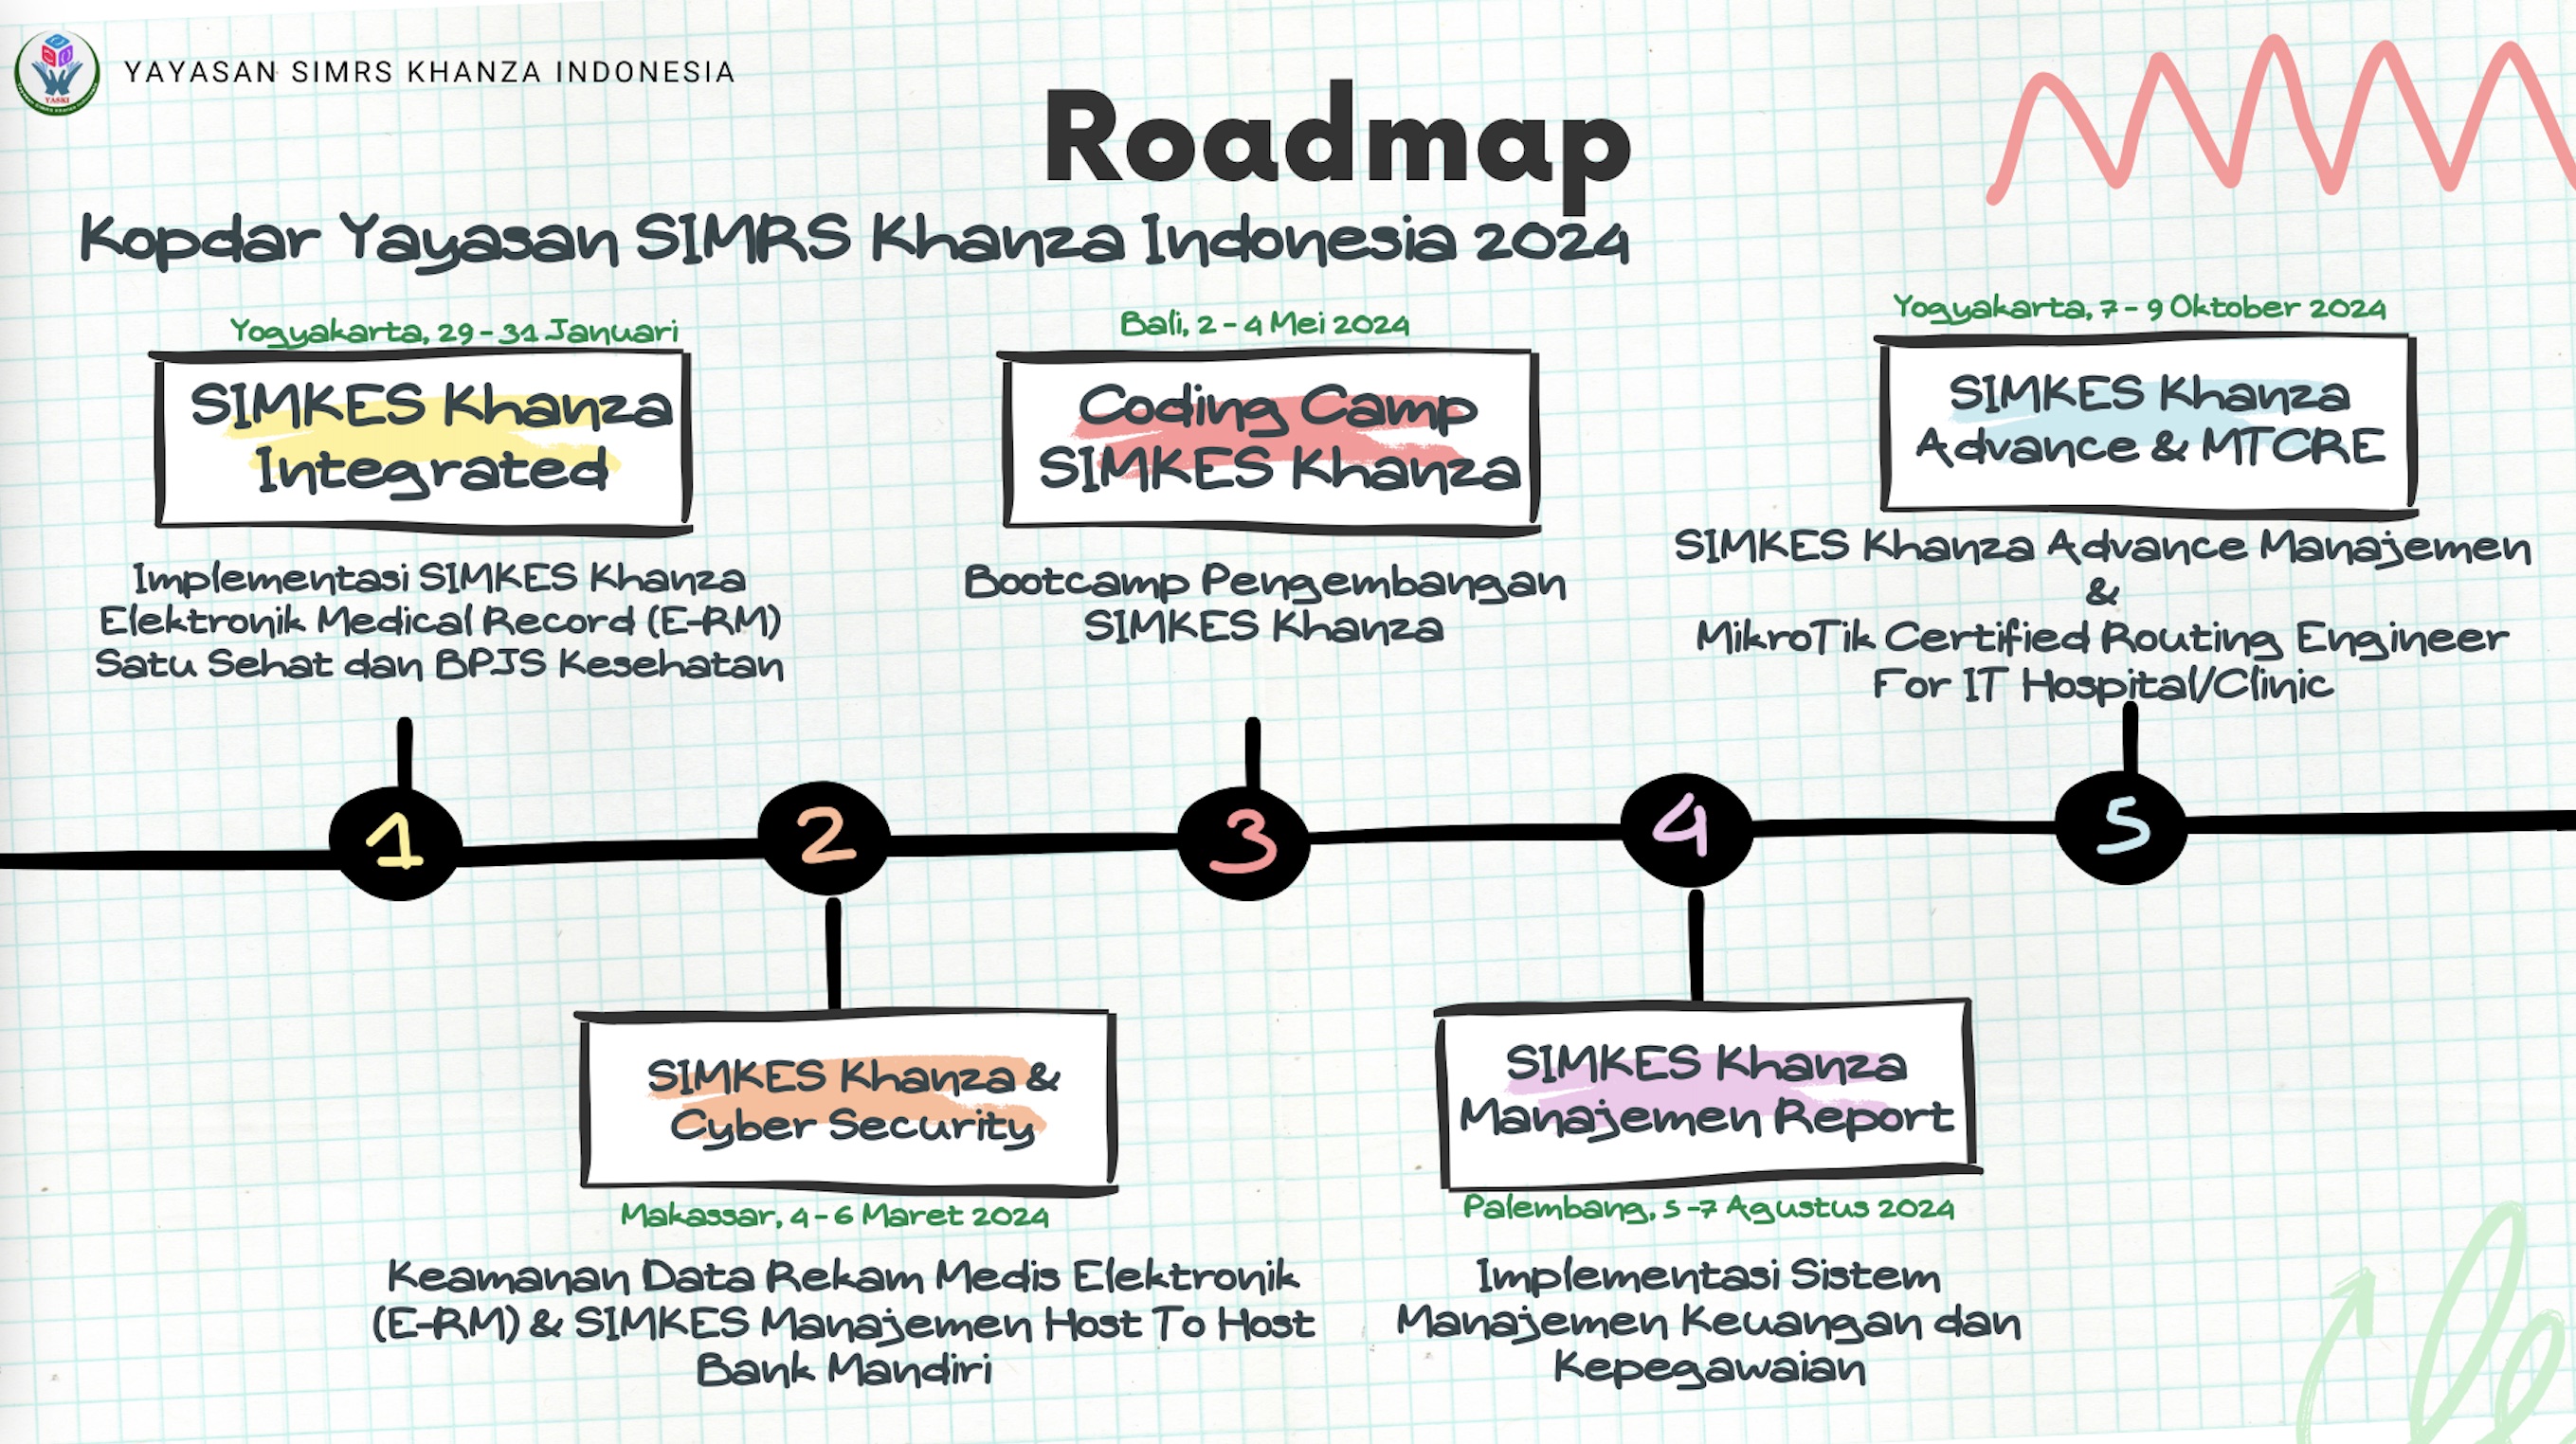 YASKI
YAYASAN SIMRS KHANZA INDONESIA
Roadmap
Kopdar Yayasan SIMRS Khanza Indonesia 2024
Yogyakarta, 29 - 31 Januari
SIMKES Khanza
Integrated
Implementasi SIMKES Khanza
Elektronik Medical Record (E-RM)
Satu Sehat dan BPJS Kesehatan
Bali, 2 - 4 Mei 2024
Coding Camp
SIMKES Khanza
Bootcamp Pengembangan
SIMKES Khanza
Yogyakarta, 7 - 9 Oktober 2024
SIMKES Khanza
Advance & MTCRE
SIMKES Khanza Advance Manajemen
&
MikroTik Certified Routing Engineer
For IT Hospital/Clinic
1
2
3
4
5
SIMKES Khanza &
Cyber Security
Makassar, 4 - 6 Maret 2024
Keamanan Data Rekam Medis Elektronik
(E-RM) & SIMKES Manajemen Host To Host
Bank Mandiri
SIMKES Khanza
Manajemen Report
Palembang, 5 -7 Agustus 2024
Implementasi Sistem
Manajemen Keuangan dan
Kepegawaian